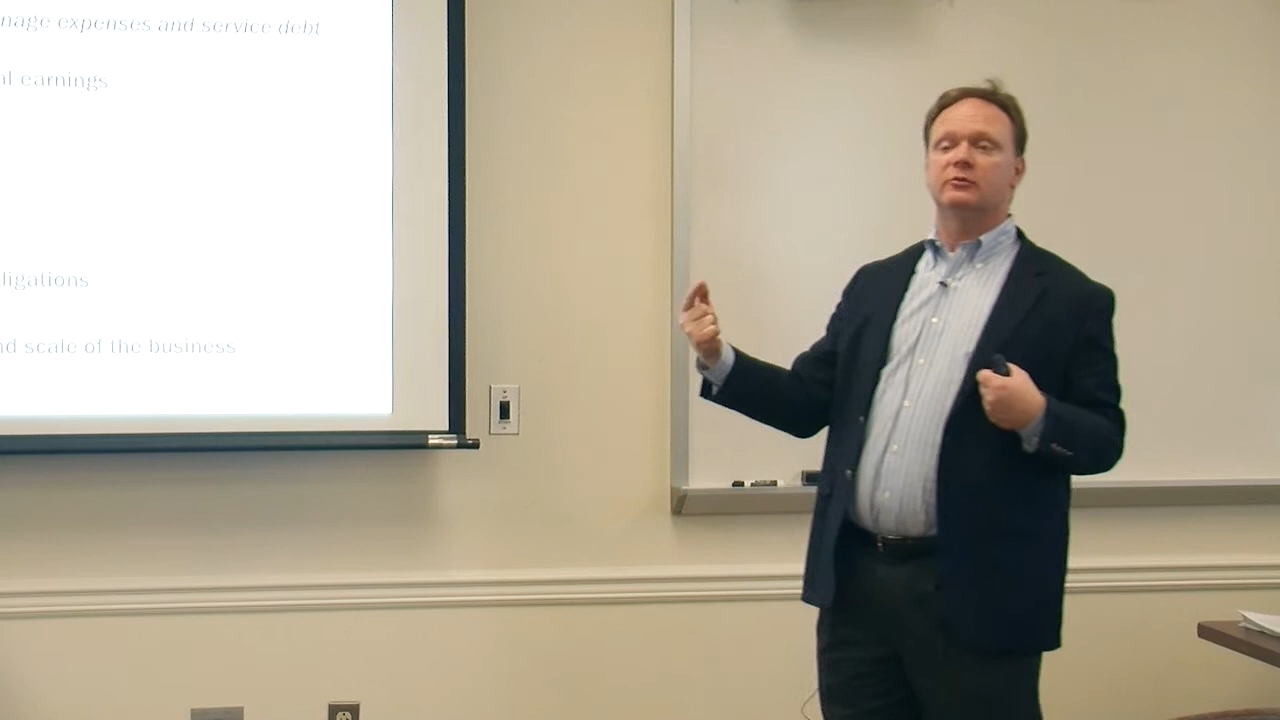 nage expenses and service debt
al earnings
ligations
nd scale of the business